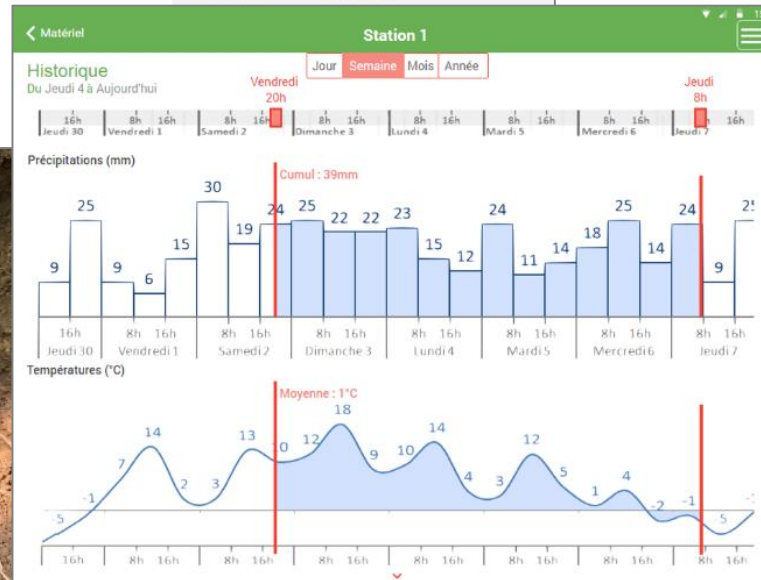 Matériel
Station 1
Historique
Du Jeudi 4 à Aujourd'hui
Jour Semaine Mois Année
Vendredi
20h
Jeudi
8h
16h 8h 16h 8h 16h 8h 16h 8h 16h 8h 16h 8h 16h 16h
Jeudi 30 Vendredi 1 Samedi 2 Dimanche 3 Lundi 4 Mardi 5 Mercredi 6 Jeudi 7
Précipitations (mm)
Cumul : 39mm
9 25 9 6 15 30 19 24 25 22 22 23 15 12 24 11 14 18 25 14 24 9
16h 8h 16h 8h 16h 8h 16h 8h 16h 8h 16h 8h 16h 8h 16h
Jeudi 30 Vendredi 1 Samedi 2 Dimanche 3 Lundi 4 Mardi 5 Mercredi 6 Jeudi 7
Températures (°C)
Moyenne : 1°C
-5 -1 7 14 2 3 13 10 12 18 9 10 14 4 3 12 5 1 4 -2 -1 -5
16h 8h 16h 8h 16h 8h 16h 8h 16h 8h 16h 8h 16h 8h 16h